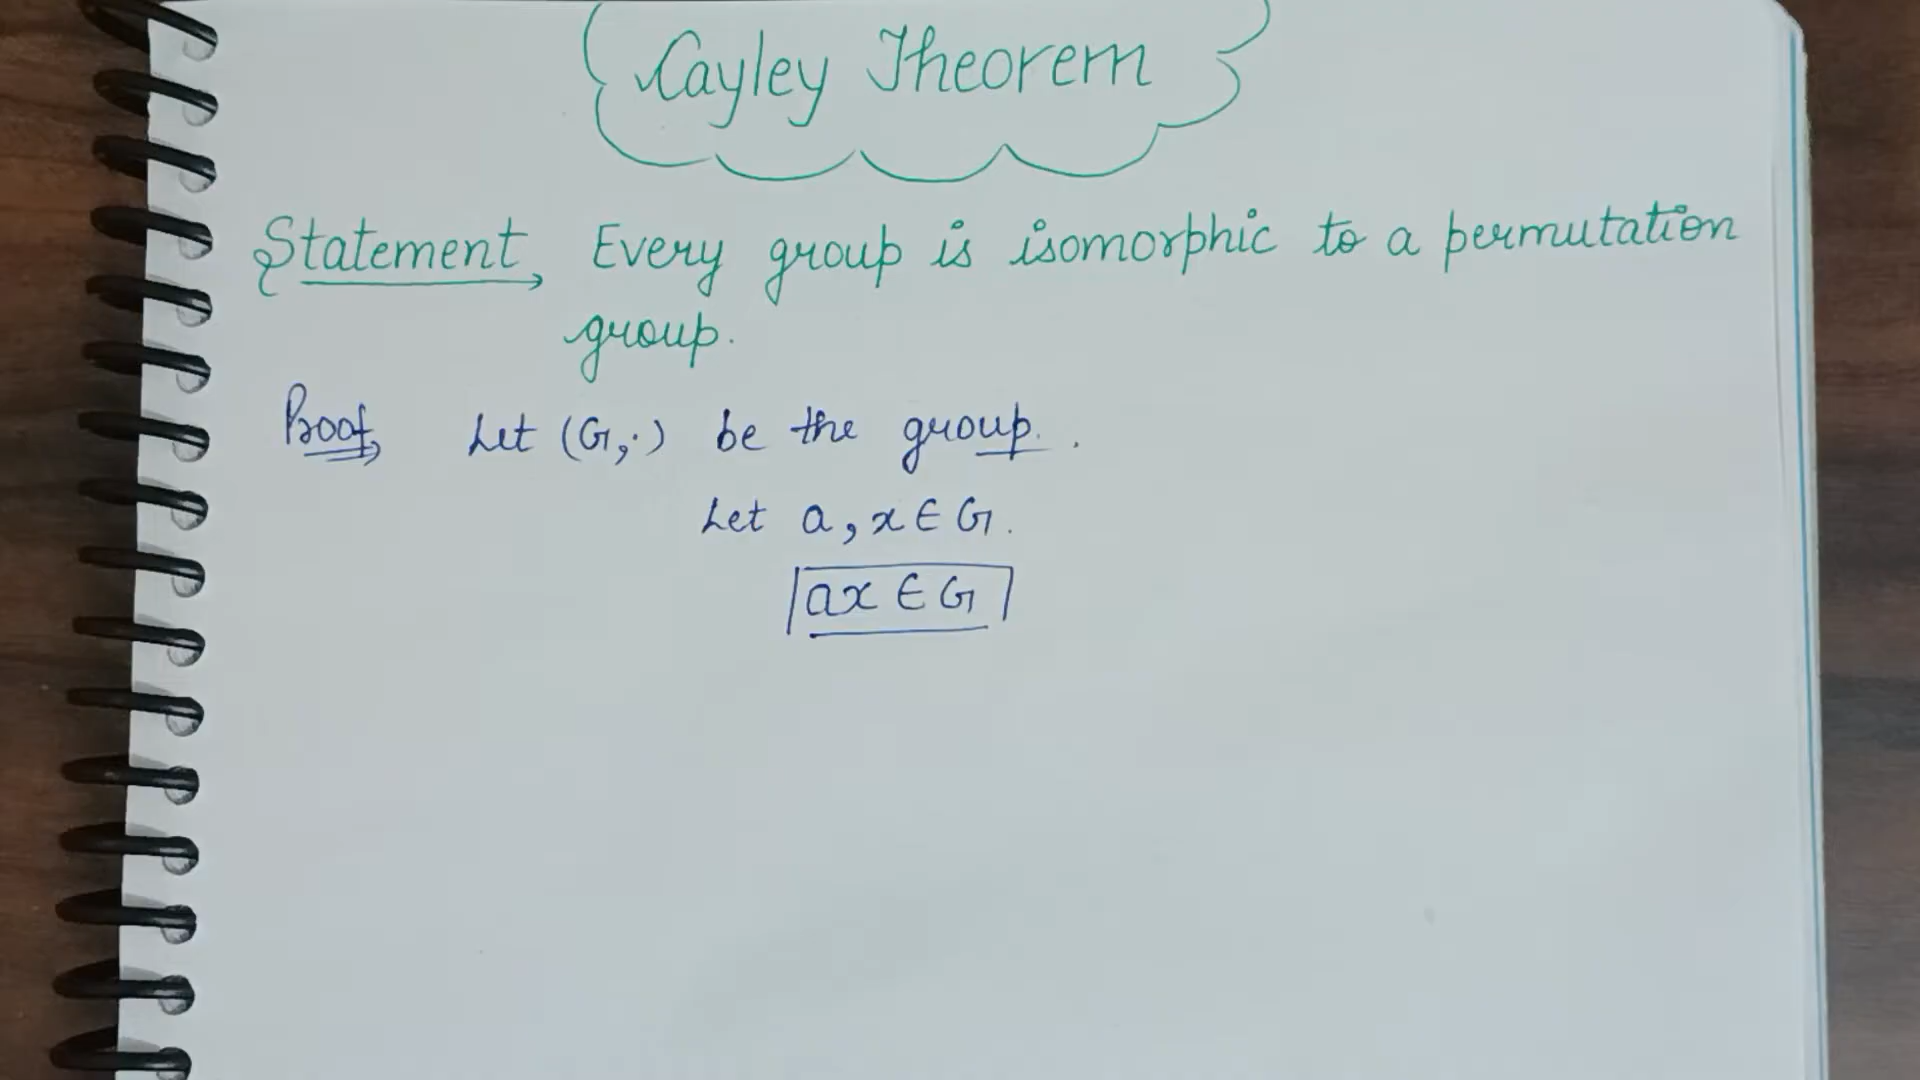 Cayley Theorem
Statement, Every group is isomorphic to a permutation
group.
Proof, Let (G,·) be the group.
Let a, x ∈ G.
ax ∈ G